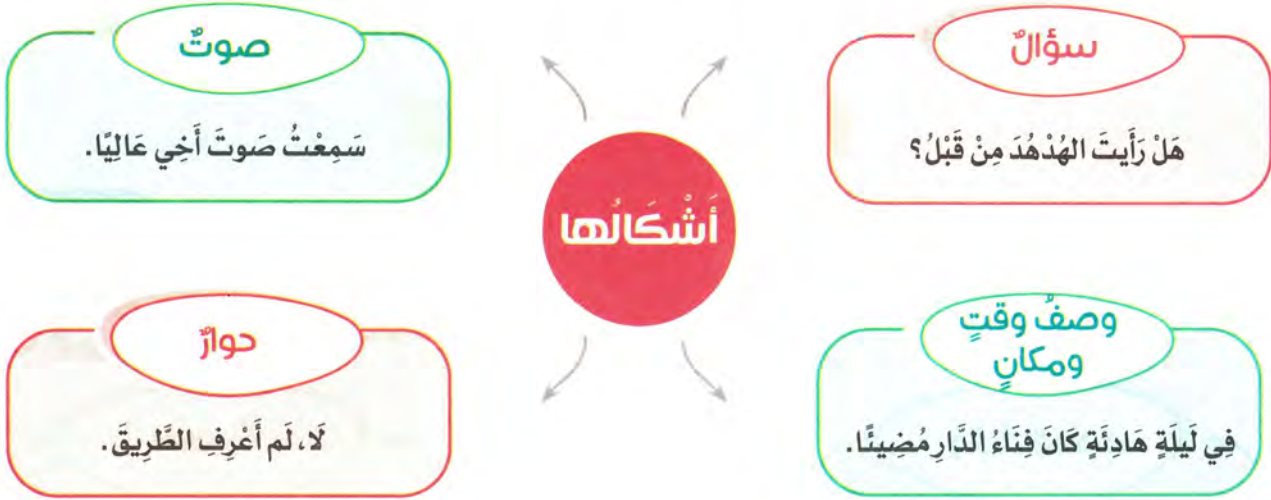 سؤالٌ
هَلْ رَأَيتَ الهُدْهُدَ مِنْ قَبْلُ؟
صوتٌ
سَمِعْتُ صَوتَ أَخِي عَالِيًا.
أَشْكَالُها
وصفُ وقتٍ
ومكانٍ
فِي لَيلَةٍ هَادِئَةٍ كَانَ فِنَاءُ الدَّارِ مُضِيئًا.
حوارٌ
لَا، لَم أَعْرِفِ الطَّرِيقَ.